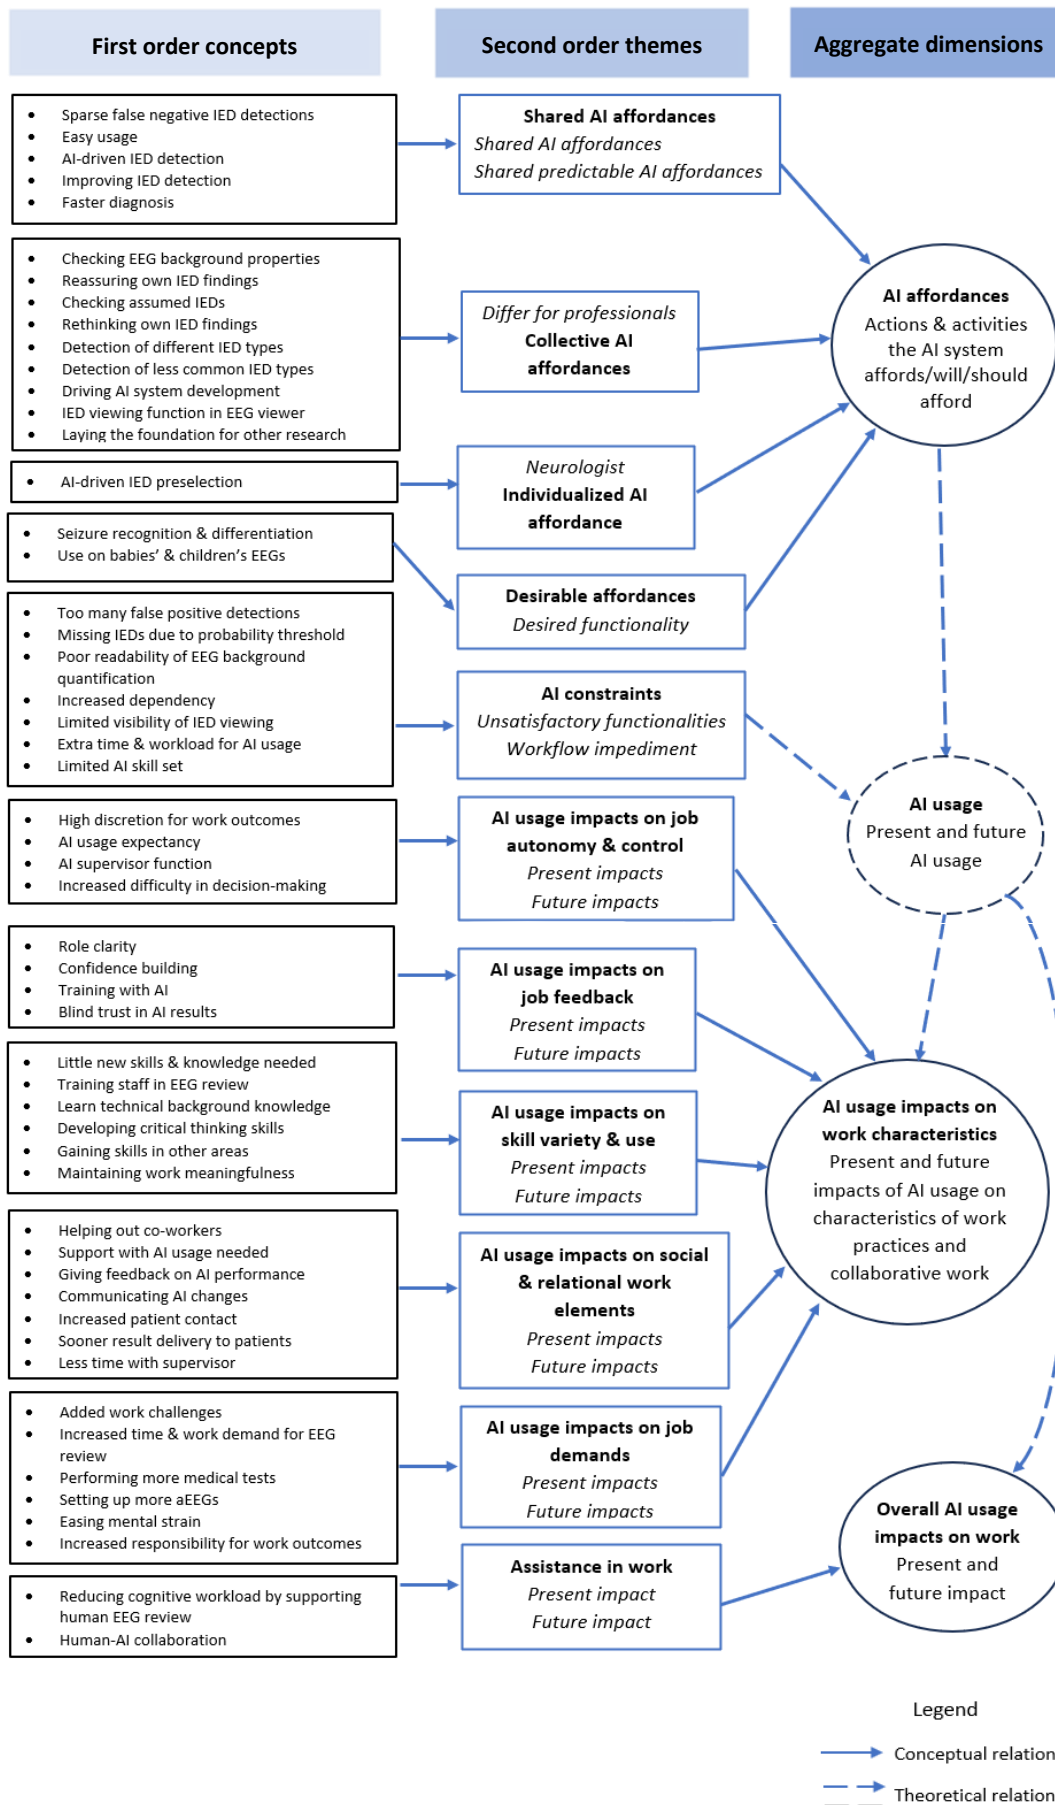 First order concepts
Second order themes
Aggregate dimensions
• Sparse false negative IED detections
• Easy usage
• AI-driven IED detection
• Improving IED detection
• Faster diagnosis
Shared AI affordances
Shared AI affordances
Shared predictable AI affordances
• Checking EEG background properties
• Reassuring own IED findings
• Checking assumed IEDs
• Rethinking own IED findings
• Detection of different IED types
• Detection of less common IED types
• Driving AI system development
• IED viewing function in EEG viewer
• Laying the foundation for other research
Differ for professionals
Collective AI
affordances
AI affordances
Actions & activities
the AI system
affords/will/should
afford
• AI-driven IED preselection
Neurologist
Individualized AI
affordance
• Seizure recognition & differentiation
• Use on babies’ & children’s EEGs
Desirable affordances
Desired functionality
• Too many false positive detections
• Missing IEDs due to probability threshold
• Poor readability of EEG background
quantification
• Increased dependency
• Limited visibility of IED viewing
• Extra time & workload for AI usage
• Limited AI skill set
AI constraints
Unsatisfactory functionalities
Workflow impediment
AI usage
Present and future
AI usage
• High discretion for work outcomes
• AI usage expectancy
• AI supervisor function
• Increased difficulty in decision-making
AI usage impacts on job
autonomy & control
Present impacts
Future impacts
• Role clarity
• Confidence building
• Training with AI
• Blind trust in AI results
AI usage impacts on
job feedback
Present impacts
Future impacts
• Little new skills & knowledge needed
• Training staff in EEG review
• Learn technical background knowledge
• Developing critical thinking skills
• Gaining skills in other areas
• Maintaining work meaningfulness
AI usage impacts on
skill variety & use
Present impacts
Future impacts
AI usage impacts on
work characteristics
Present and future
impacts of AI usage on
characteristics of work
practices and
collaborative work
• Helping out co-workers
• Support with AI usage needed
• Giving feedback on AI performance
• Communicating AI changes
• Increased patient contact
• Sooner result delivery to patients
• Less time with supervisor
AI usage impacts on social
& relational work
elements
Present impacts
Future impacts
• Added work challenges
• Increased time & work demand for EEG
review
• Performing more medical tests
• Setting up more aEEGs
• Easing mental strain
• Increased responsibility for work outcomes
AI usage impacts on job
demands
Present impacts
Future impacts
• Reducing cognitive workload by supporting
human EEG review
• Human-AI collaboration
Assistance in work
Present impact
Future impact
Overall AI usage
impacts on work
Present and
future impact
Legend
Conceptual relation
Theoretical relation